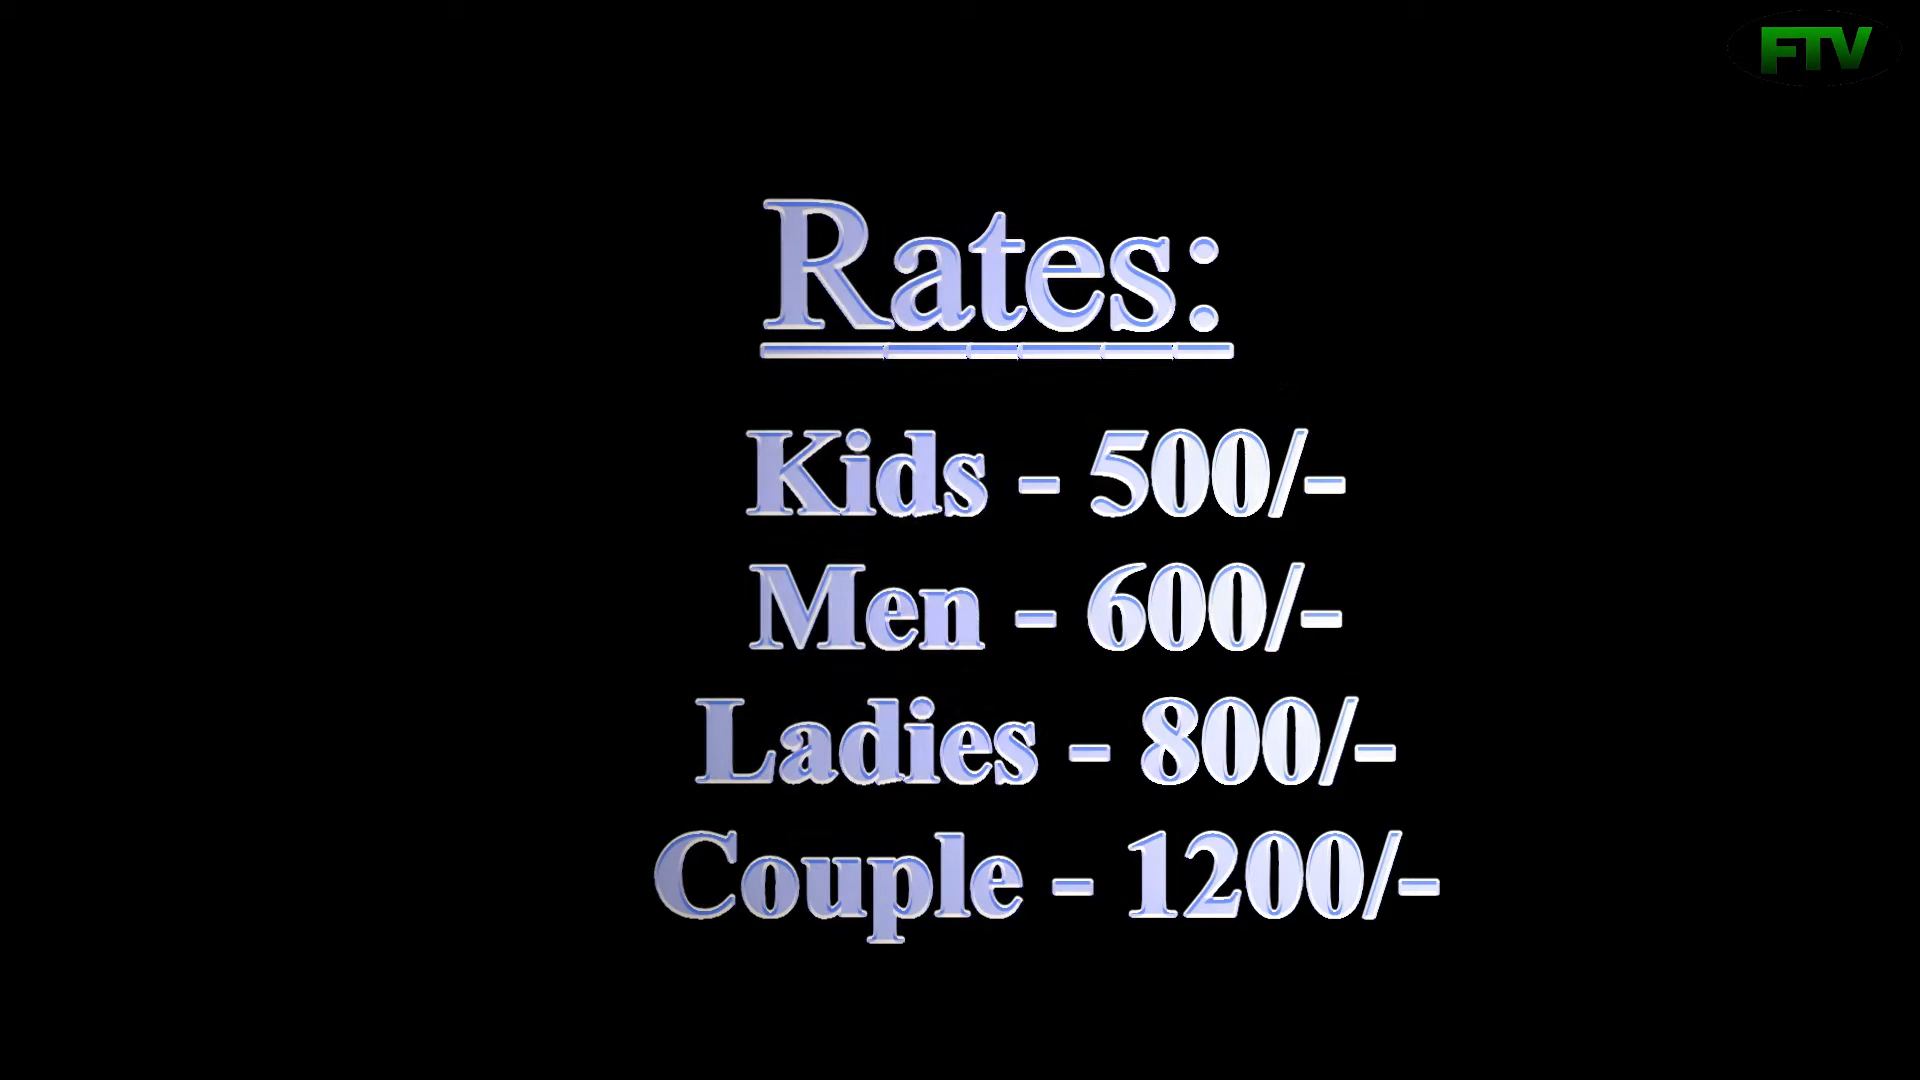 FTV
Rates:
Kids - 500/-
Men - 600/-
Ladies - 800/-
Couple - 1200/-